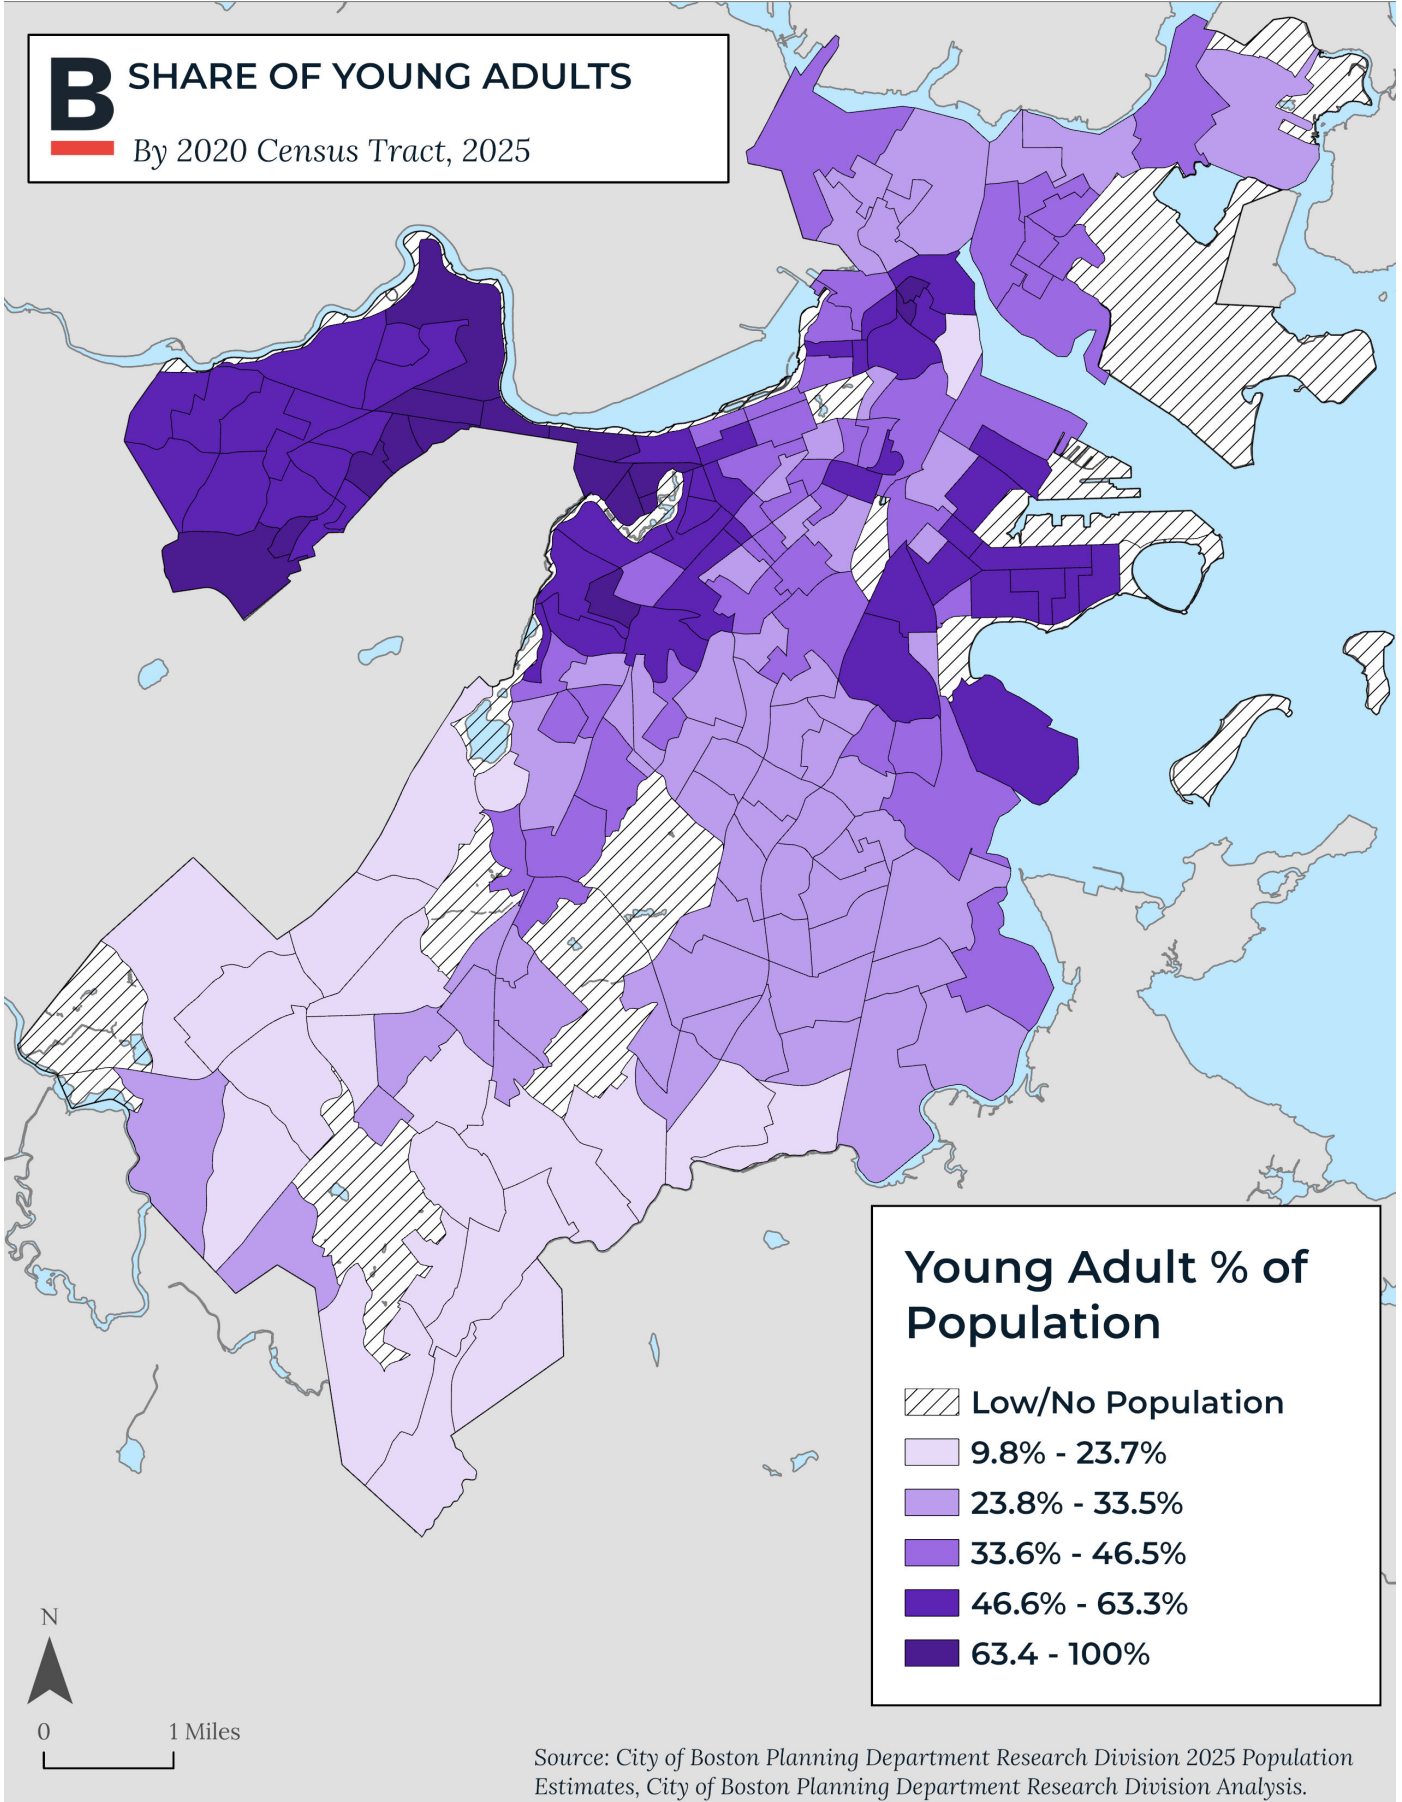 B SHARE OF YOUNG ADULTS
By 2020 Census Tract, 2025
Young Adult % of
Population
Low/No Population
9.8% - 23.7%
23.8% - 33.5%
33.6% - 46.5%
46.6% - 63.3%
63.4 - 100%
N
0 1 Miles
Source: City of Boston Planning Department Research Division 2025 Population
Estimates, City of Boston Planning Department Research Division Analysis.